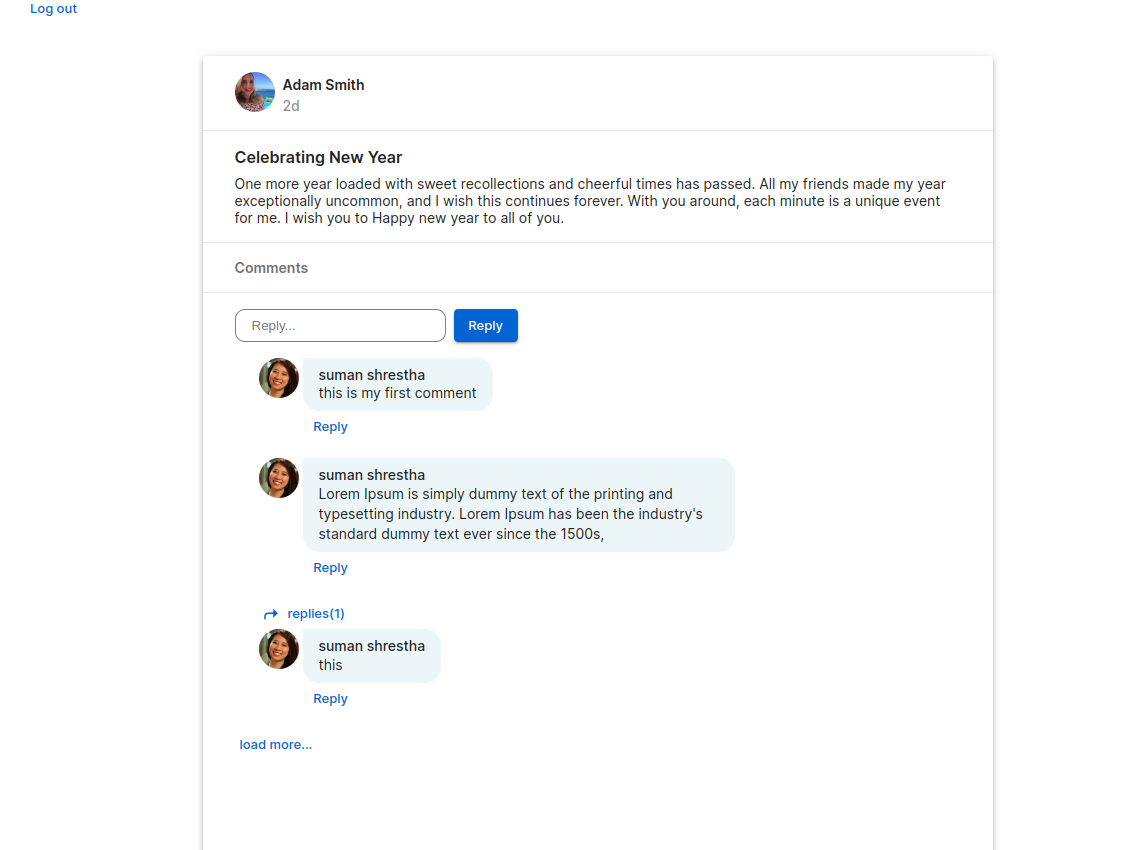 Log out
Adam Smith
2d
Celebrating New Year
One more year loaded with sweet recollections and cheerful times has passed. All my friends made my year
exceptionally uncommon, and I wish this continues forever. With you around, each minute is a unique event
for me. I wish you to Happy new year to all of you.
Comments
Reply...
Reply
suman shrestha
this is my first comment
Reply
suman shrestha
Lorem Ipsum is simply dummy text of the printing and
typesetting industry. Lorem Ipsum has been the industry's
standard dummy text ever since the 1500s,
Reply
replies(1)
suman shrestha
this
Reply
load more...